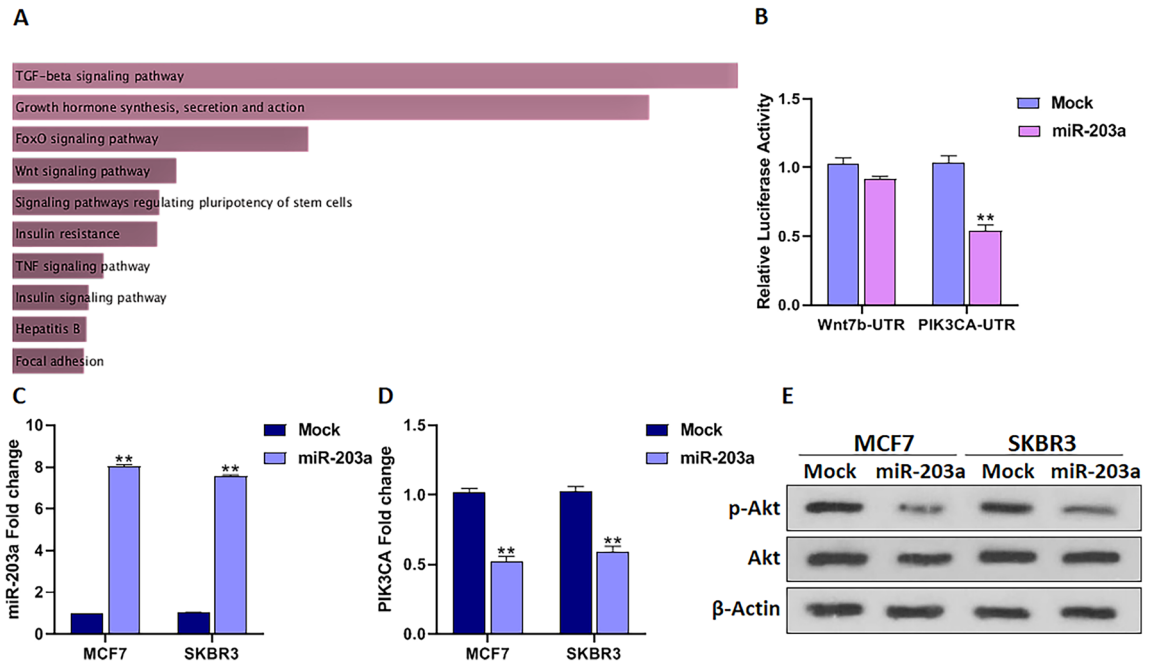 A
TGF-beta signaling pathway
Growth hormone synthesis, secretion and action
FoxO signaling pathway
Wnt signaling pathway
Signaling pathways regulating pluripotency of stem cells
Insulin resistance
TNF signaling pathway
Insulin signaling pathway
Hepatitis B
Focal adhesion
B
Relative Luciferase Activity
1.5
1.0
0.5
0.0
**
Wnt7b-UTR PIK3CA-UTR
Mock
miR-203a
C
miR-203a Fold change
10
8
6
4
2
0
** **
MCF7 SKBR3
Mock
miR-203a
D
PIK3CA Fold change
1.5
1.0
0.5
0.0
** **
MCF7 SKBR3
Mock
miR-203a
E
MCF7 SKBR3
Mock miR-203a Mock miR-203a
p-Akt
Akt
β-Actin